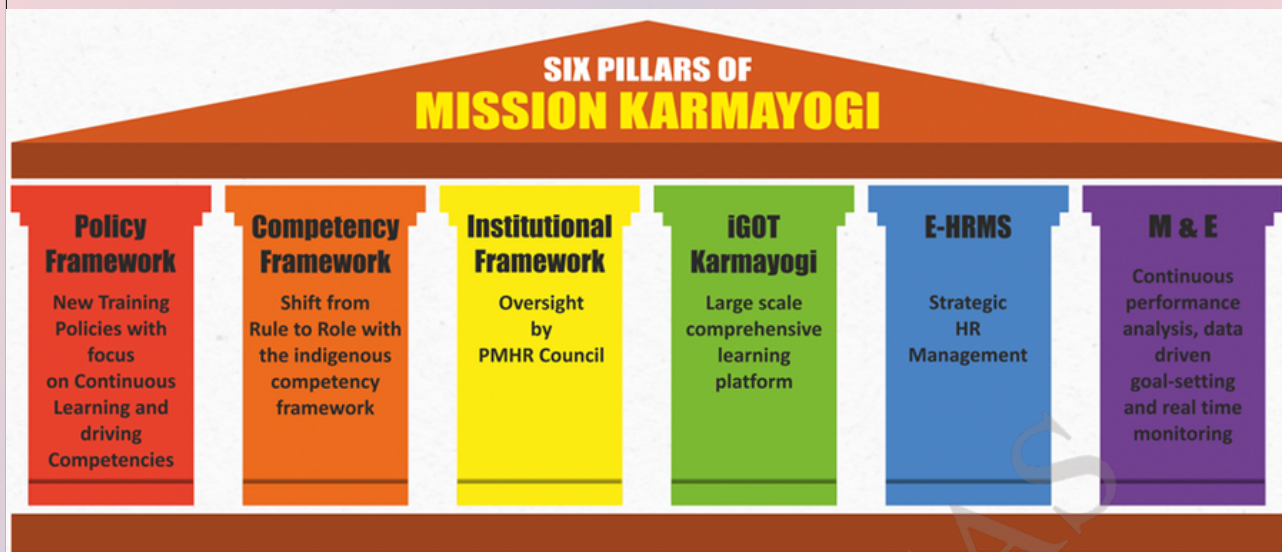 SIX PILLARS OF
MISSION KARMAYOGI
Policy
Framework
New Training
Policies with
focus
on Continuous
Learning and
driving
Competencies
Competency
Framework
Shift from
Rule to Role with
the indigenous
competency
framework
Institutional
Framework
Oversight
by
PMHR Council
iGOT
Karmayogi
Large scale
comprehensive
learning
platform
E-HRMS
Strategic
HR
Management
M & E
Continuous
performance
analysis, data
driven
goal-setting
and real time
monitoring